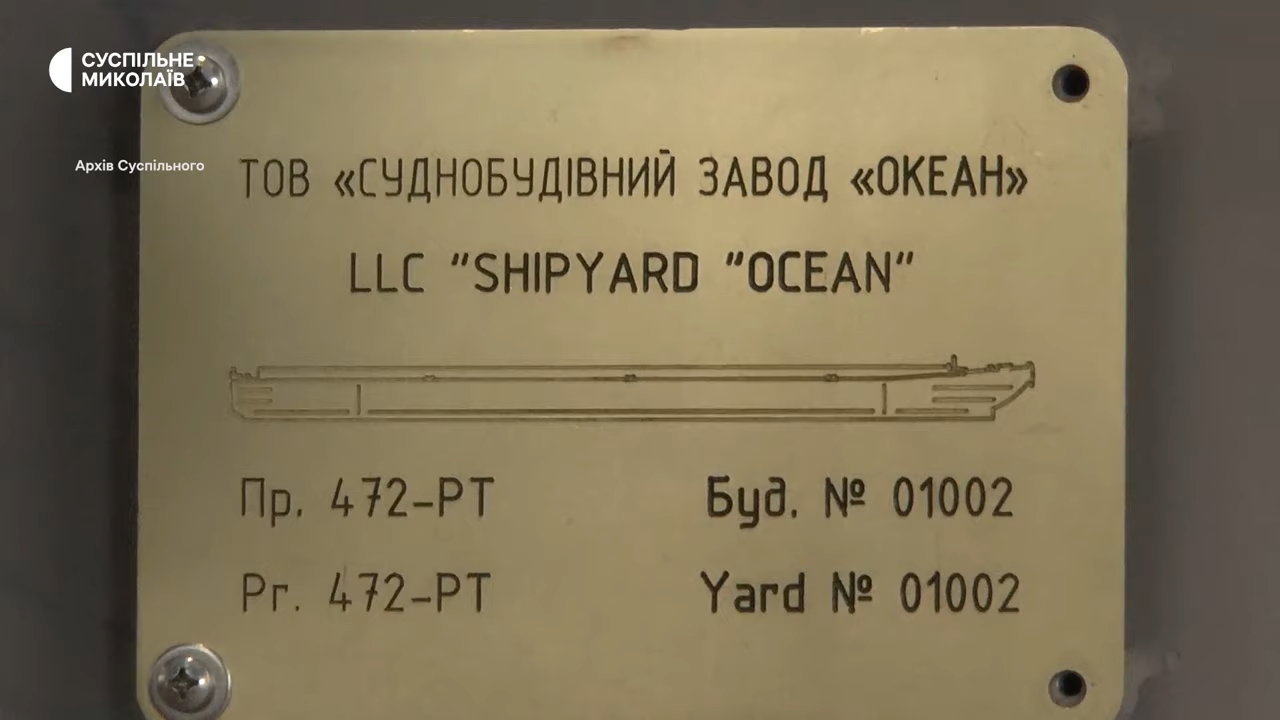 СУСПІЛЬНЕ
МИКОЛАЇВ
Архів Суспільного
ТОВ «СУДНОБУДІВНИЙ ЗАВОД «ОКЕАН»
LLC "SHIPYARD "OCEAN"
Пр. 472-РТ Буд. № 01002
Pr. 472-PT Yard № 01002